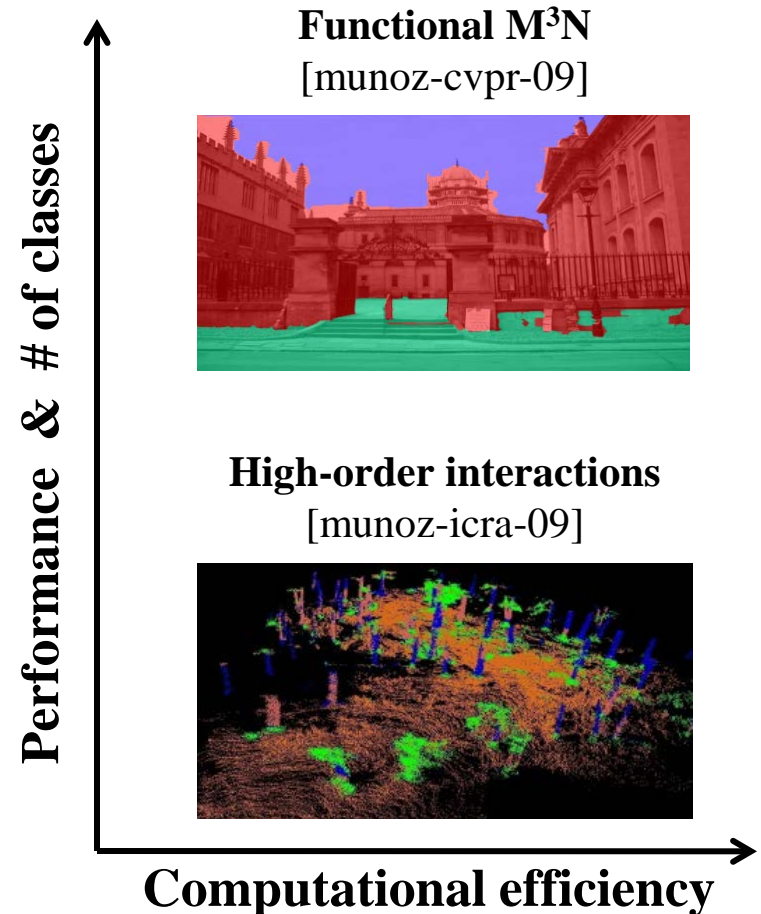 Functional M³N
[munoz-cvpr-09]
Performance & # of classes
High-order interactions
[munoz-icra-09]
Computational efficiency